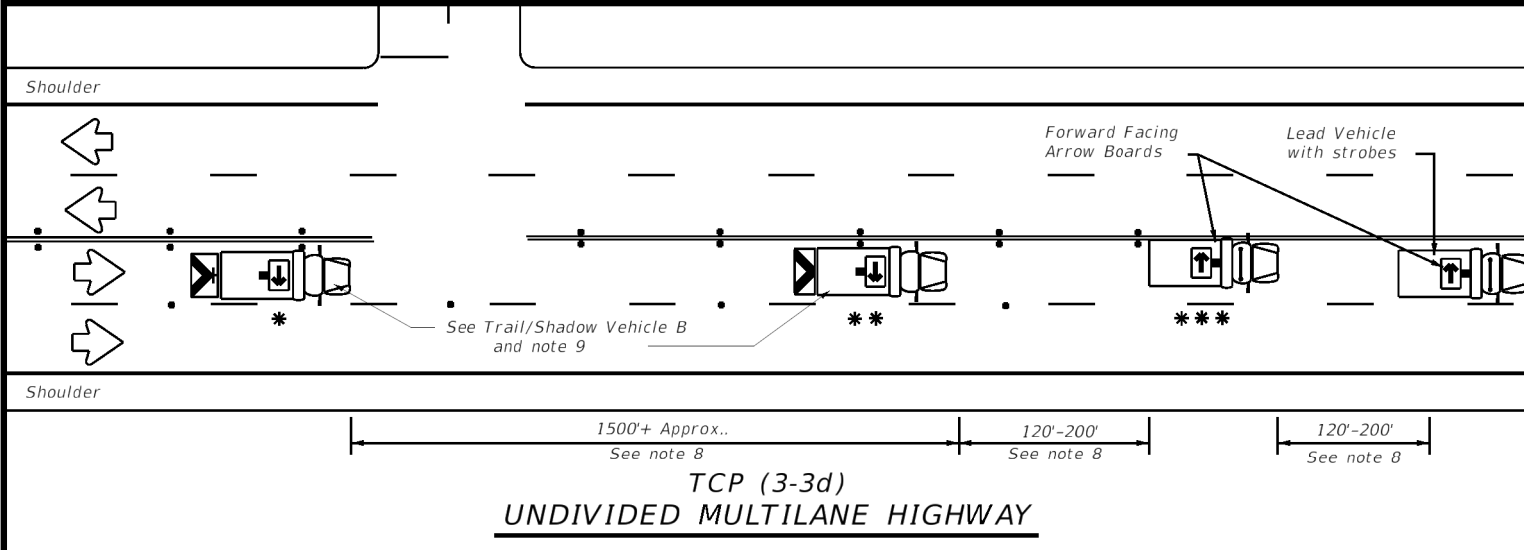 Shoulder
Forward Facing
Arrow Boards
Lead Vehicle
with strobes
*
* *
* * *
See Trail/Shadow Vehicle B
and note 9
Shoulder
1500'+ Approx..
See note 8
120'-200'
See note 8
120'-200'
See note 8
TCP (3-3d)
UNDIVIDED MULTILANE HIGHWAY